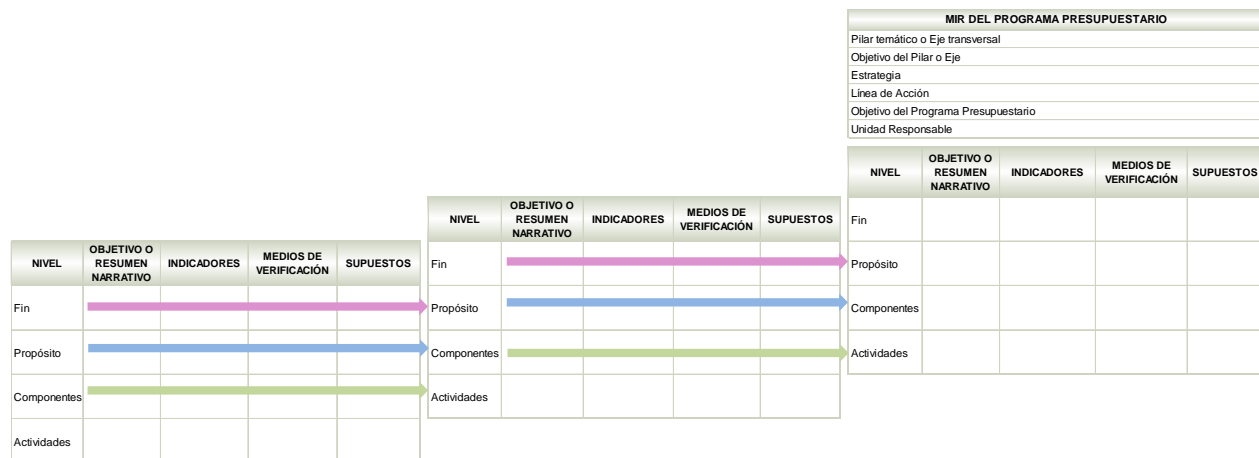 MIR DEL PROGRAMA PRESUPUESTARIO
Pilar temático o Eje transversal
Objetivo del Pilar o Eje
Estrategia
Línea de Acción
Objetivo del Programa Presupuestario
Unidad Responsable
NIVEL
OBJETIVO O
RESUMEN
NARRATIVO
INDICADORES
MEDIOS DE
VERIFICACIÓN
SUPUESTOS
Fin
Propósito
Componentes
Actividades
NIVEL
OBJETIVO O
RESUMEN
NARRATIVO
INDICADORES
MEDIOS DE
VERIFICACIÓN
SUPUESTOS
Fin
Propósito
Componentes
Actividades
NIVEL
OBJETIVO O
RESUMEN
NARRATIVO
INDICADORES
MEDIOS DE
VERIFICACIÓN
SUPUESTOS
Fin
Propósito
Componentes
Actividades